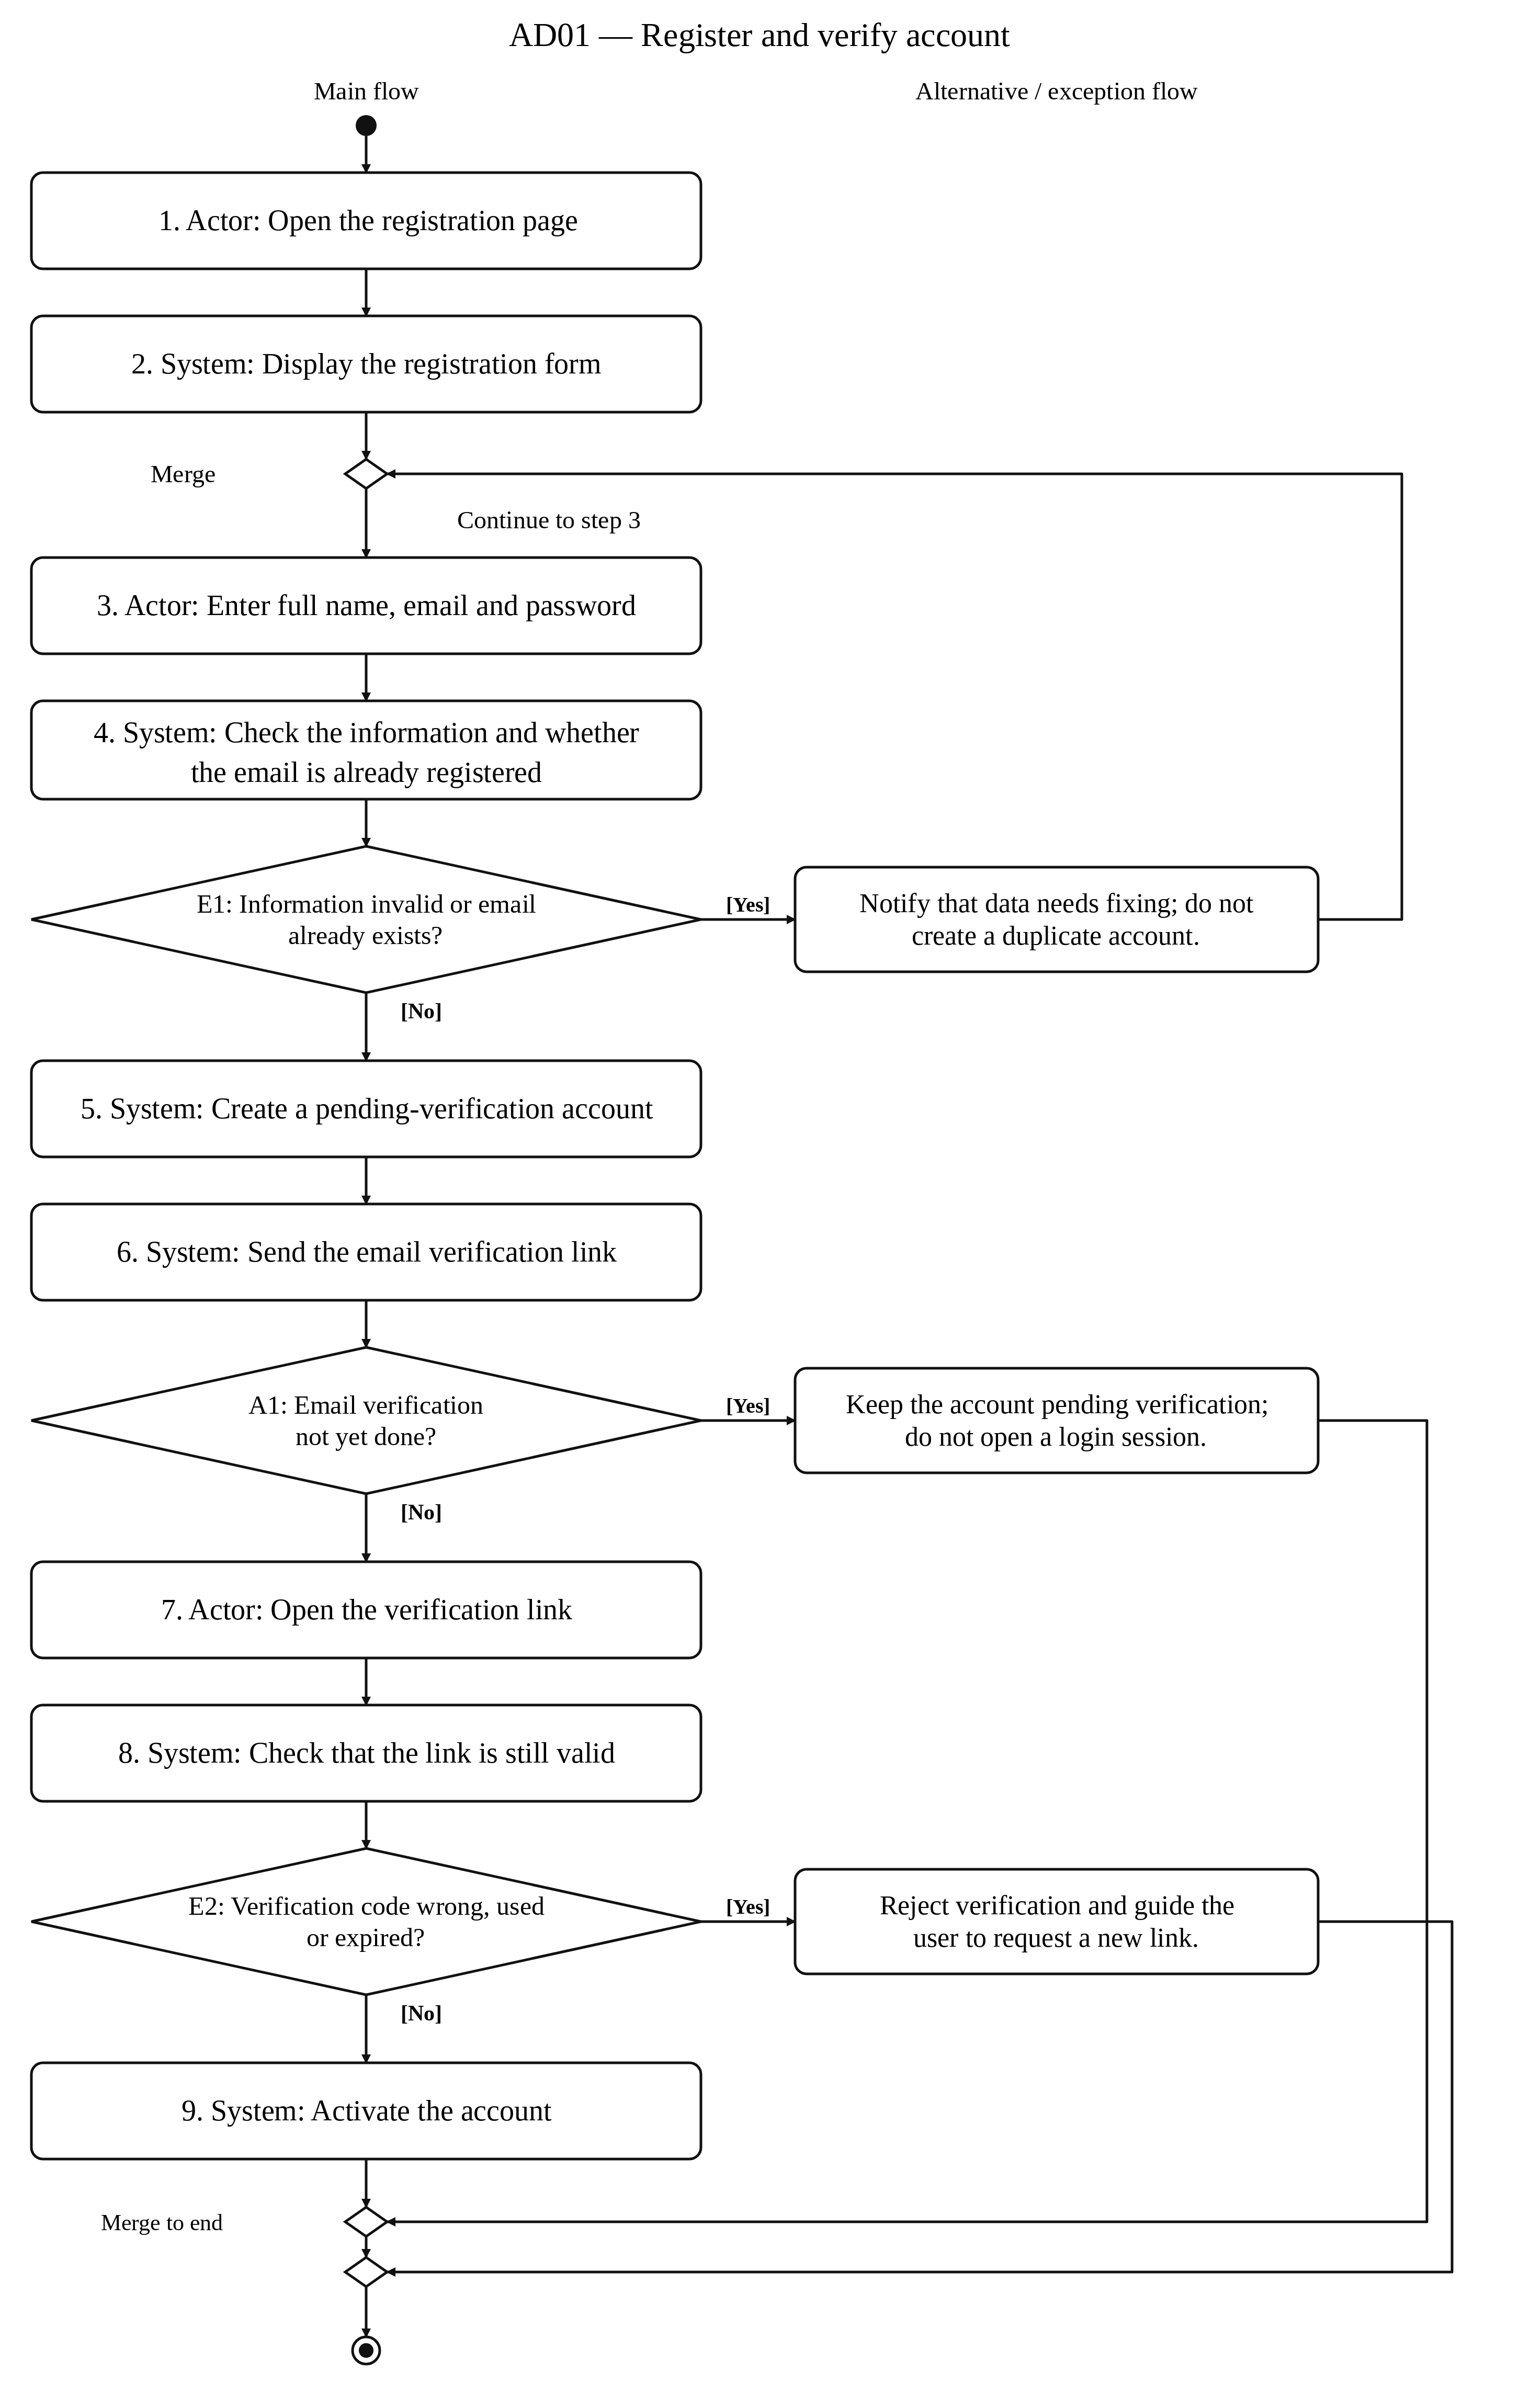 AD01 — Register and verify account
Main flow
Alternative / exception flow
1. Actor: Open the registration page
2. System: Display the registration form
Merge
Continue to step 3
3. Actor: Enter full name, email and password
4. System: Check the information and whether
the email is already registered
E1: Information invalid or email
already exists?
[Yes]
Notify that data needs fixing; do not
create a duplicate account.
[No]
5. System: Create a pending-verification account
6. System: Send the email verification link
A1: Email verification
not yet done?
[Yes]
Keep the account pending verification;
do not open a login session.
[No]
7. Actor: Open the verification link
8. System: Check that the link is still valid
E2: Verification code wrong, used
or expired?
[Yes]
Reject verification and guide the
user to request a new link.
[No]
9. System: Activate the account
Merge to end